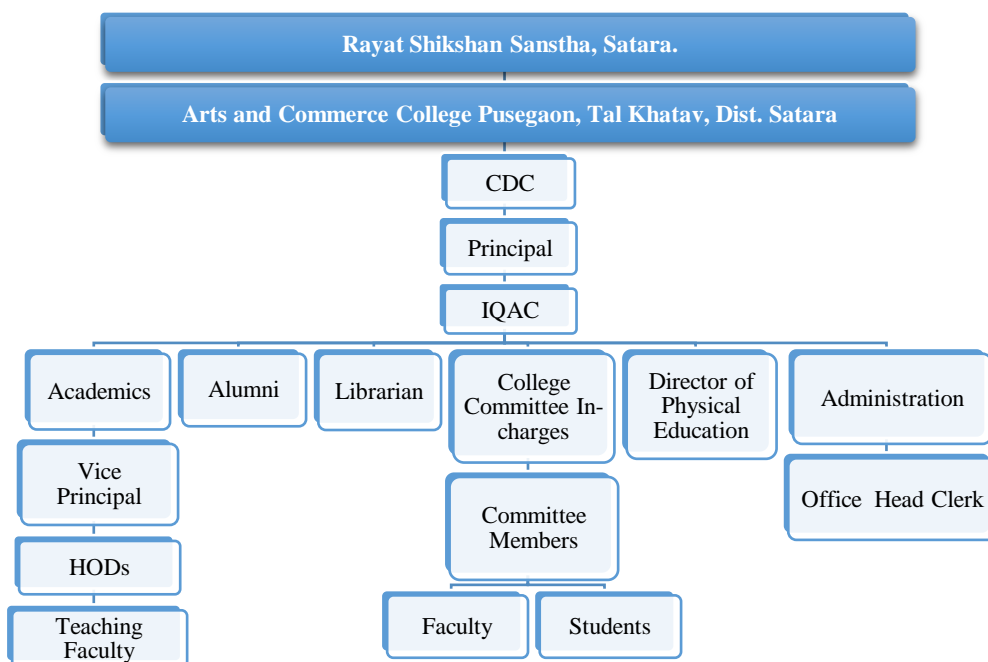 Rayat Shikshan Sanstha, Satara.
Arts and Commerce College Pusegaon, Tal Khatav, Dist. Satara
CDC
Principal
IQAC
Academics
Alumni
Librarian
College
Committee In-
charges
Director of
Physical
Education
Administration
Vice
Principal
Committee
Members
Office Head Clerk
HODs
Teaching
Faculty
Faculty
Students